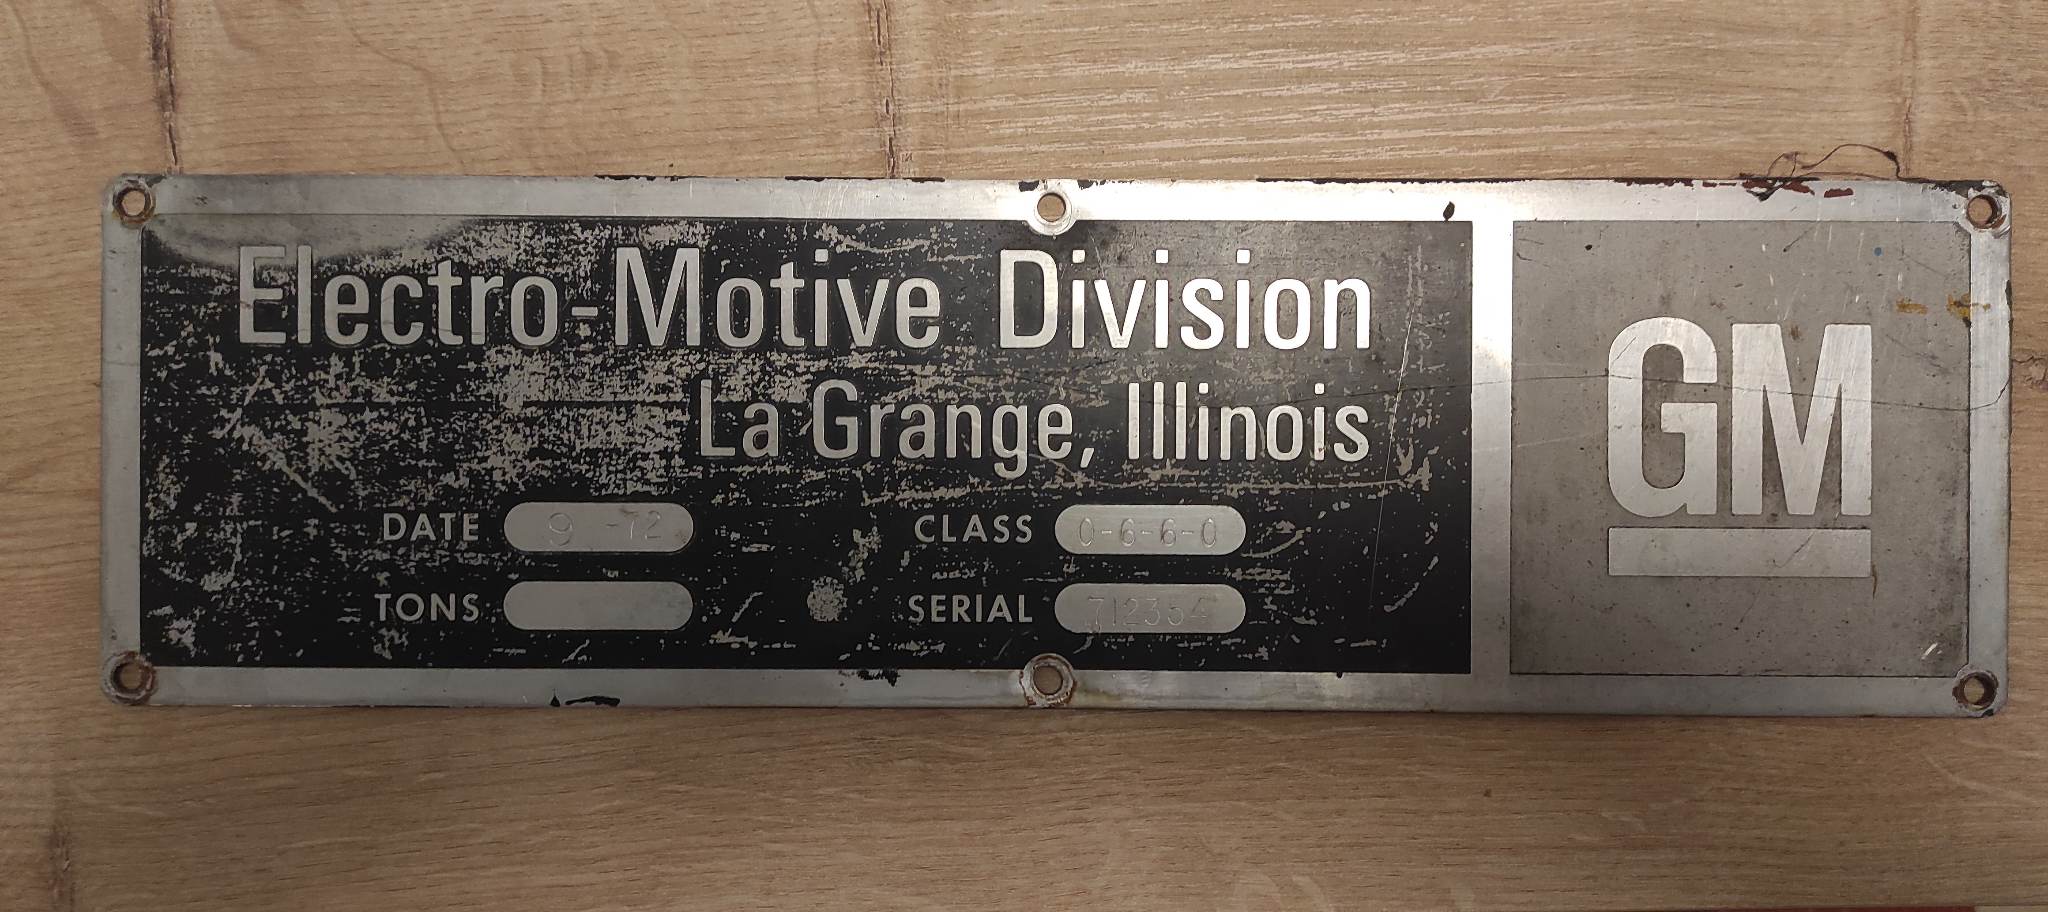 Electro-Motive Division
La Grange, Illinois
GM
DATE 9 -72 CLASS 0-6-6-0
TONS SERIAL 712354